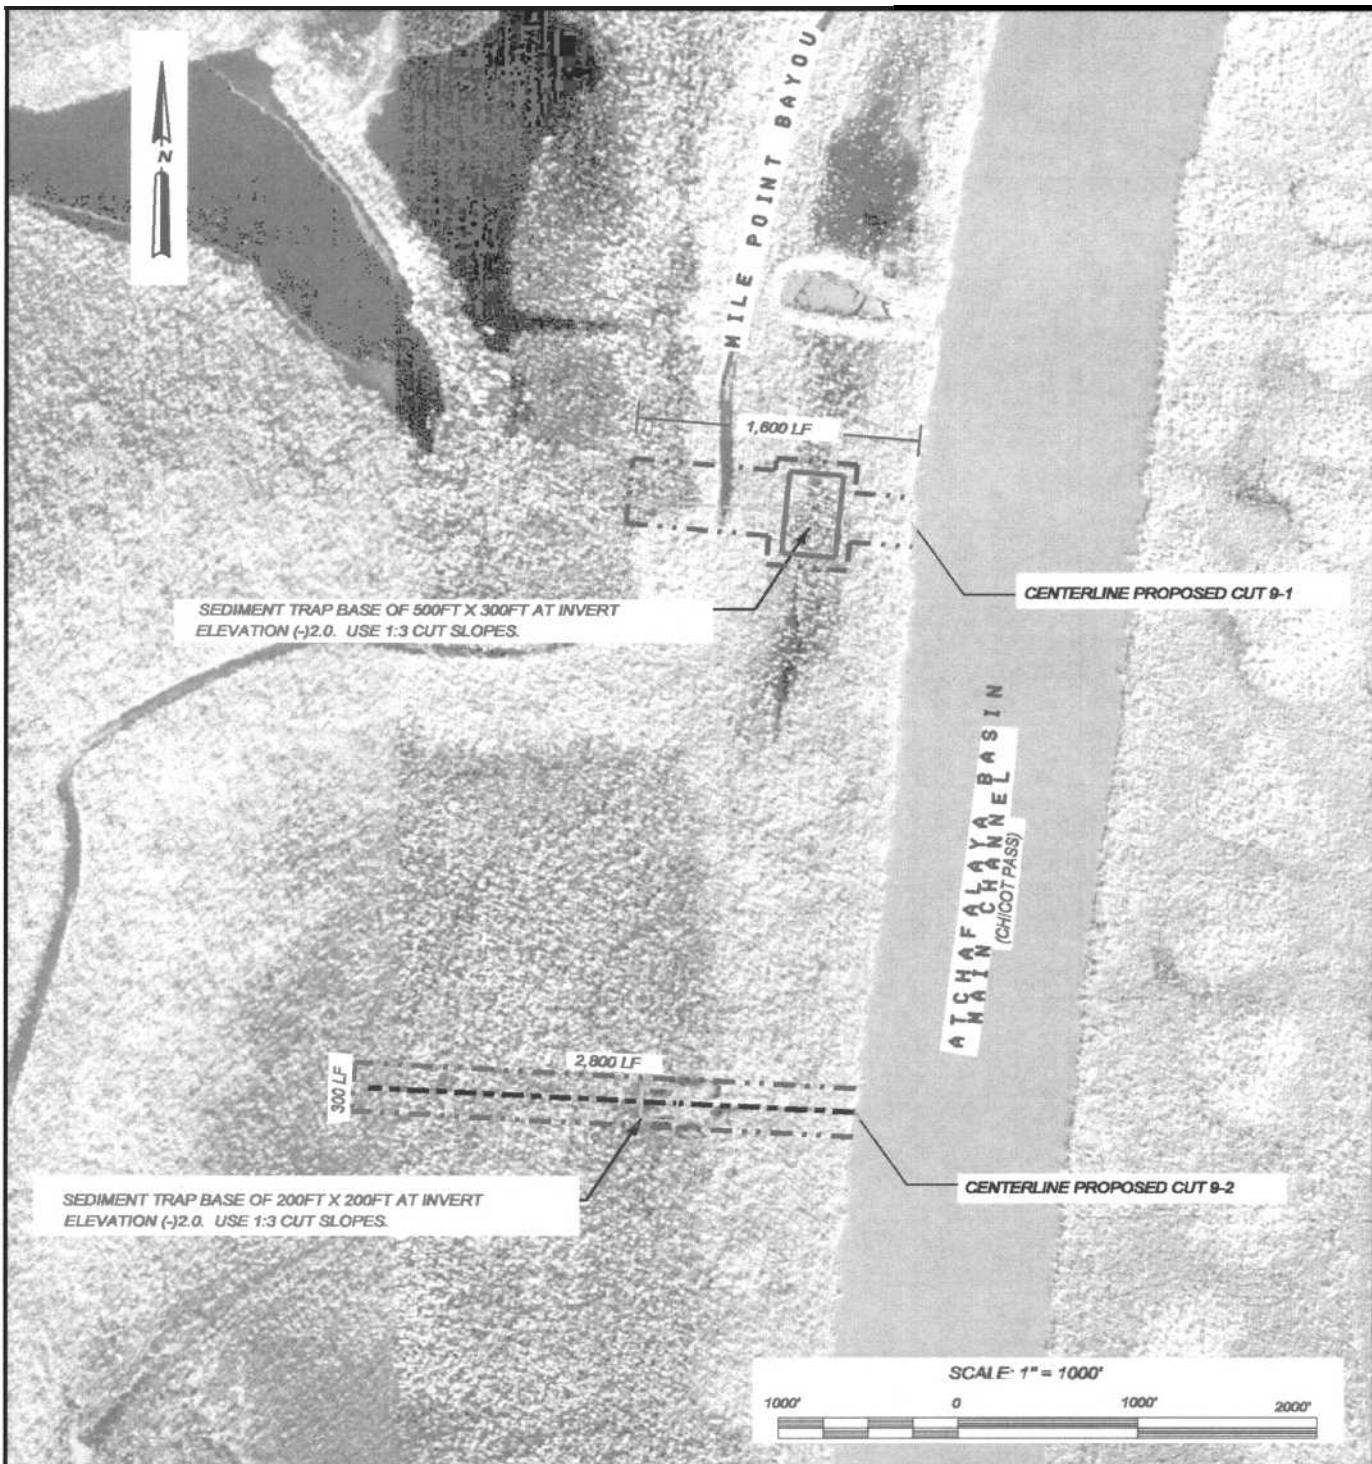 N
MILE POINT BAYOU
1,600 LF
CENTERLINE PROPOSED CUT 9-1
SEDIMENT TRAP BASE OF 500FT X 300FT AT INVERT
ELEVATION (-)2.0. USE 1:3 CUT SLOPES.
ATCHAFALAYA BASIN
MAIN CHANNEL
(CHICOT PASS)
2,800 LF
300 LF
SEDIMENT TRAP BASE OF 200FT X 200FT AT INVERT
ELEVATION (-)2.0. USE 1:3 CUT SLOPES.
CENTERLINE PROPOSED CUT 9-2
SCALE: 1" = 1000'
1000' 0 1000' 2000'